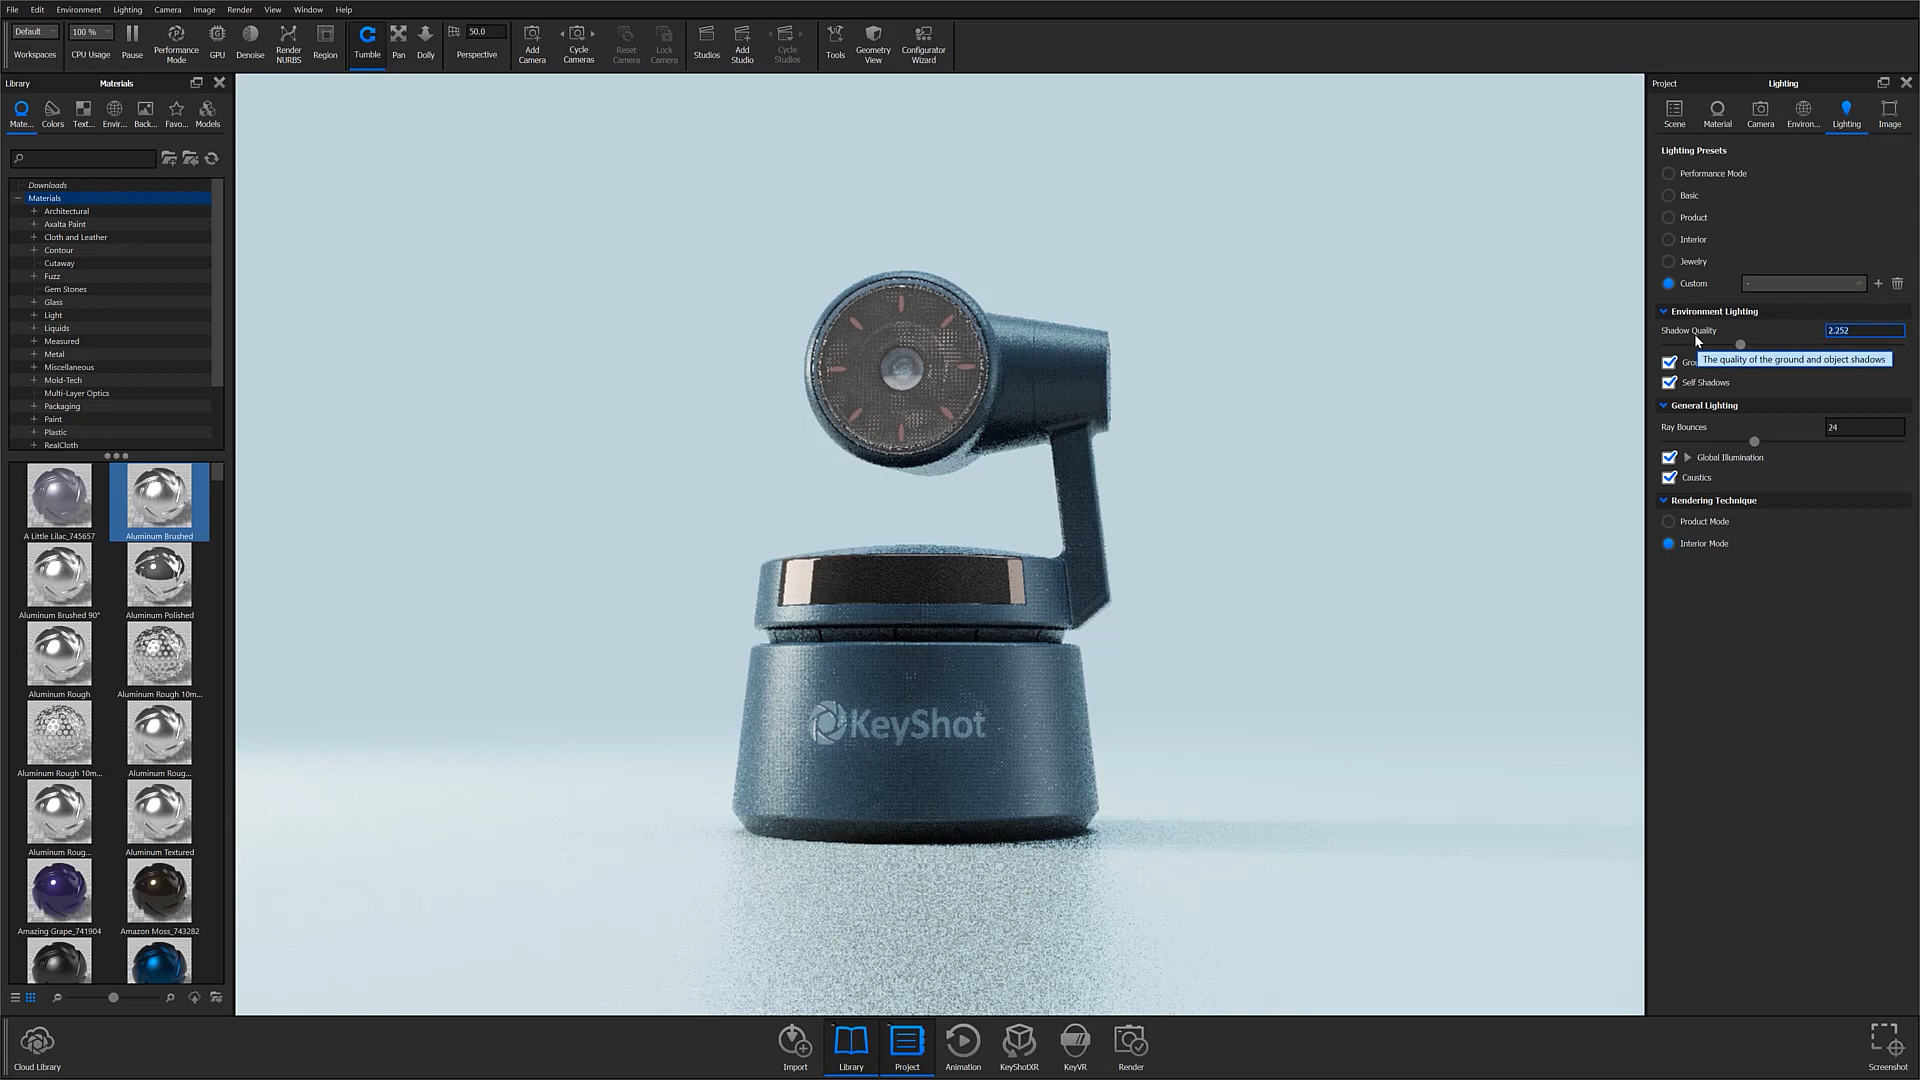 File Edit Environment Lighting Camera Image Render View Window Help
Default 100 % 50.0
Workspaces CPU Usage Pause Performance Mode GPU Denoise Render NURBS Region Tumble Pan Dolly Perspective Add Camera Cycle Cameras Reset Camera Lock Camera Studios Add Studio Cycle Studios Tools Geometry View Configurator Wizard
Library Materials
Mate... Colors Text... Envir... Back... Favo... Models
Downloads
Materials
Architectural
Axalta Paint
Cloth and Leather
Contour
Cutaway
Fuzz
Gem Stones
Glass
Light
Liquids
Measured
Metal
Miscellaneous
Mold-Tech
Multi-Layer Optics
Packaging
Paint
Plastic
RealCloth
A Little Lilac_745657 Aluminum Brushed
Aluminum Brushed 90° Aluminum Polished
Aluminum Rough Aluminum Rough 10m...
Aluminum Rough 10m... Aluminum Roug...
Aluminum Roug... Aluminum Textured
Amazing Grape_741904 Amazon Moss_743282
KeyShot
Project Lighting
Scene Material Camera Environ... Lighting Image
Lighting Presets
Performance Mode
Basic
Product
Interior
Jewelry
Custom -
Environment Lighting
Shadow Quality 2.252
The quality of the ground and object shadows
Self Shadows
General Lighting
Ray Bounces 24
Global Illumination
Caustics
Rendering Technique
Product Mode
Interior Mode
Cloud Library Import Library Project Animation KeyShotXR KeyVR Render Screenshot